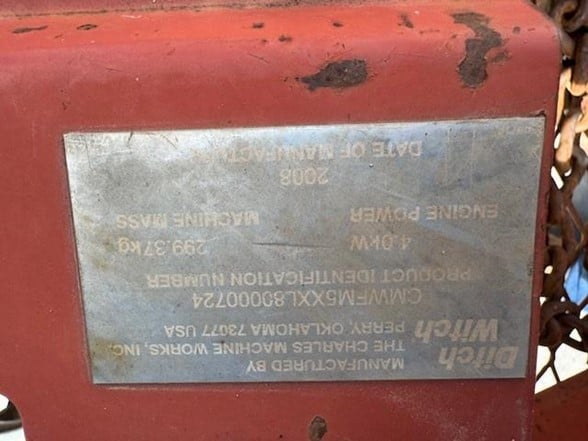 MANUFACTURED BY
Ditch Witch
THE CHARLES MACHINE WORKS, INC.
PERRY, OKLAHOMA 73077 USA
CMWFM5XXL80000724
PRODUCT IDENTIFICATION NUMBER
4.0kW 299.37kg
ENGINE POWER MACHINE MASS
2008
DATE OF MANUFACTURE